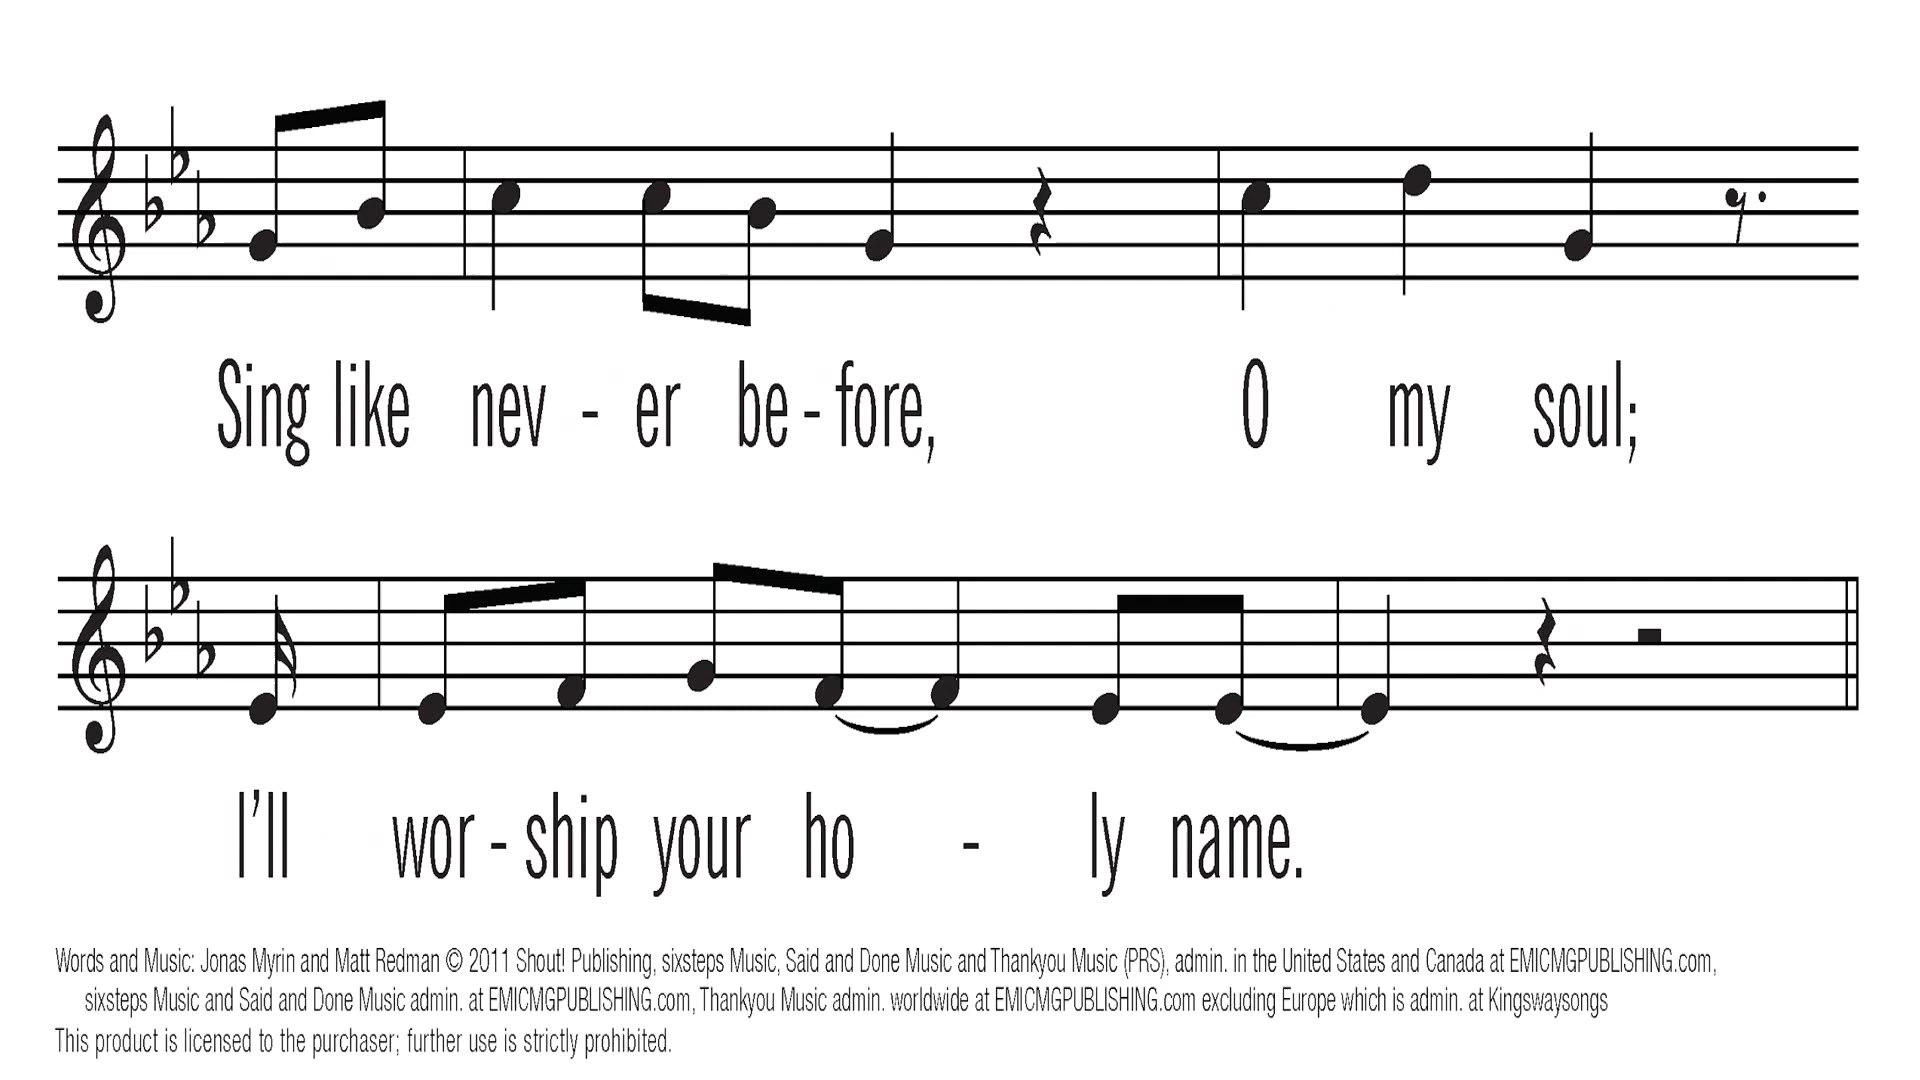 Sing like nev - er be - fore, O my soul;
I'll wor - ship your ho - ly name.
Words and Music: Jonas Myrin and Matt Redman © 2011 Shout! Publishing, sixsteps Music, Said and Done Music and Thankyou Music (PRS), admin. in the United States and Canada at EMICMGPUBLISHING.com,
sixsteps Music and Said and Done Music admin. at EMICMGPUBLISHING.com, Thankyou Music admin. worldwide at EMICMGPUBLISHING.com excluding Europe which is admin. at Kingswaysongs
This product is licensed to the purchaser; further use is strictly prohibited.